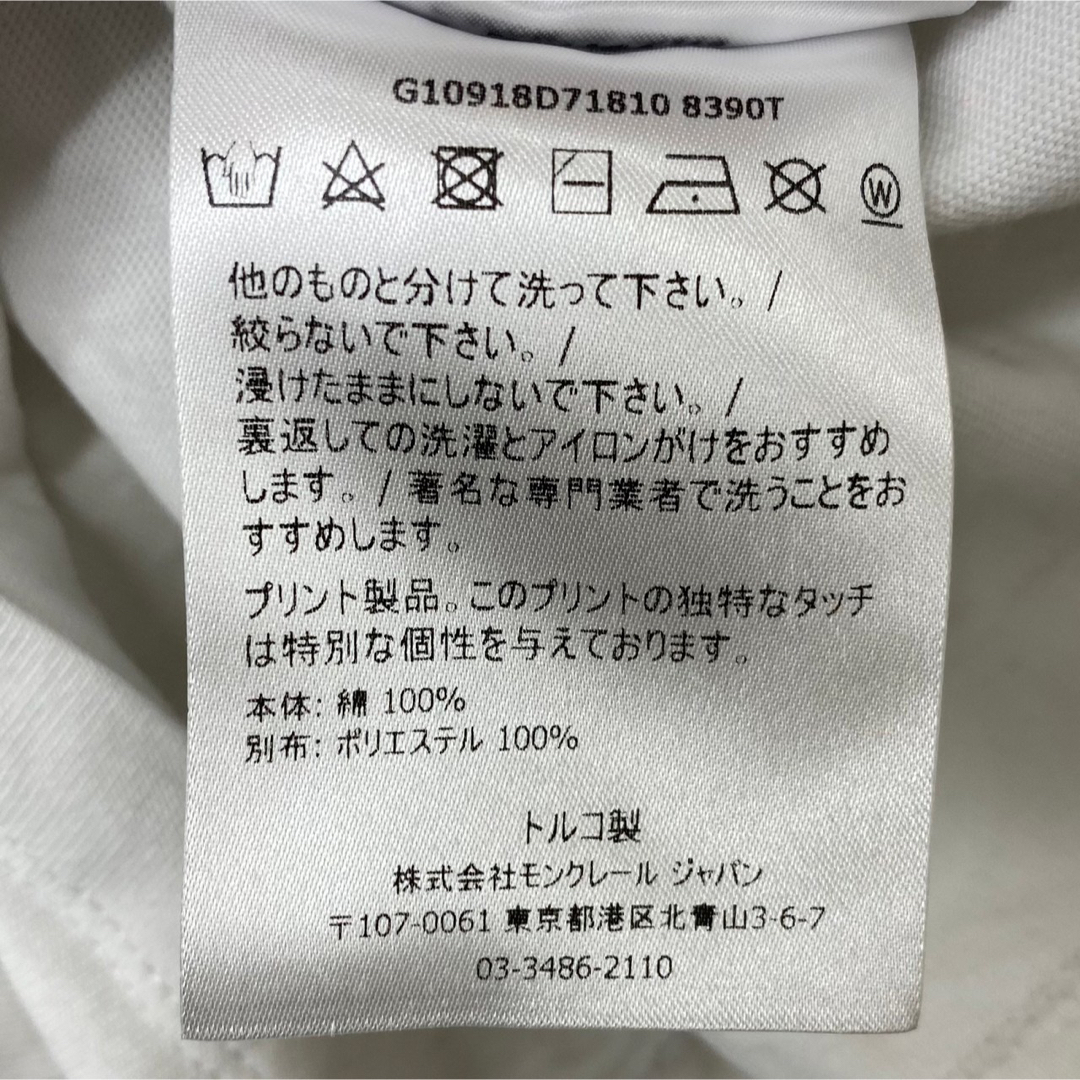 G10918D71810 8390T
W
他のものと分けて洗って下さい。/
絞らないで下さい。/
浸けたままにしないで下さい。/
裏返しての洗濯とアイロンがけをおすすめ
します。/ 著名な専門業者で洗うことをお
すすめします。
プリント製品。このプリントの独特なタッチ
は特別な個性を与えております。
本体: 綿 100%
別布: ポリエステル 100%
トルコ製
株式会社モンクレール ジャパン
〒107-0061 東京都港区北青山3-6-7
03-3486-2110